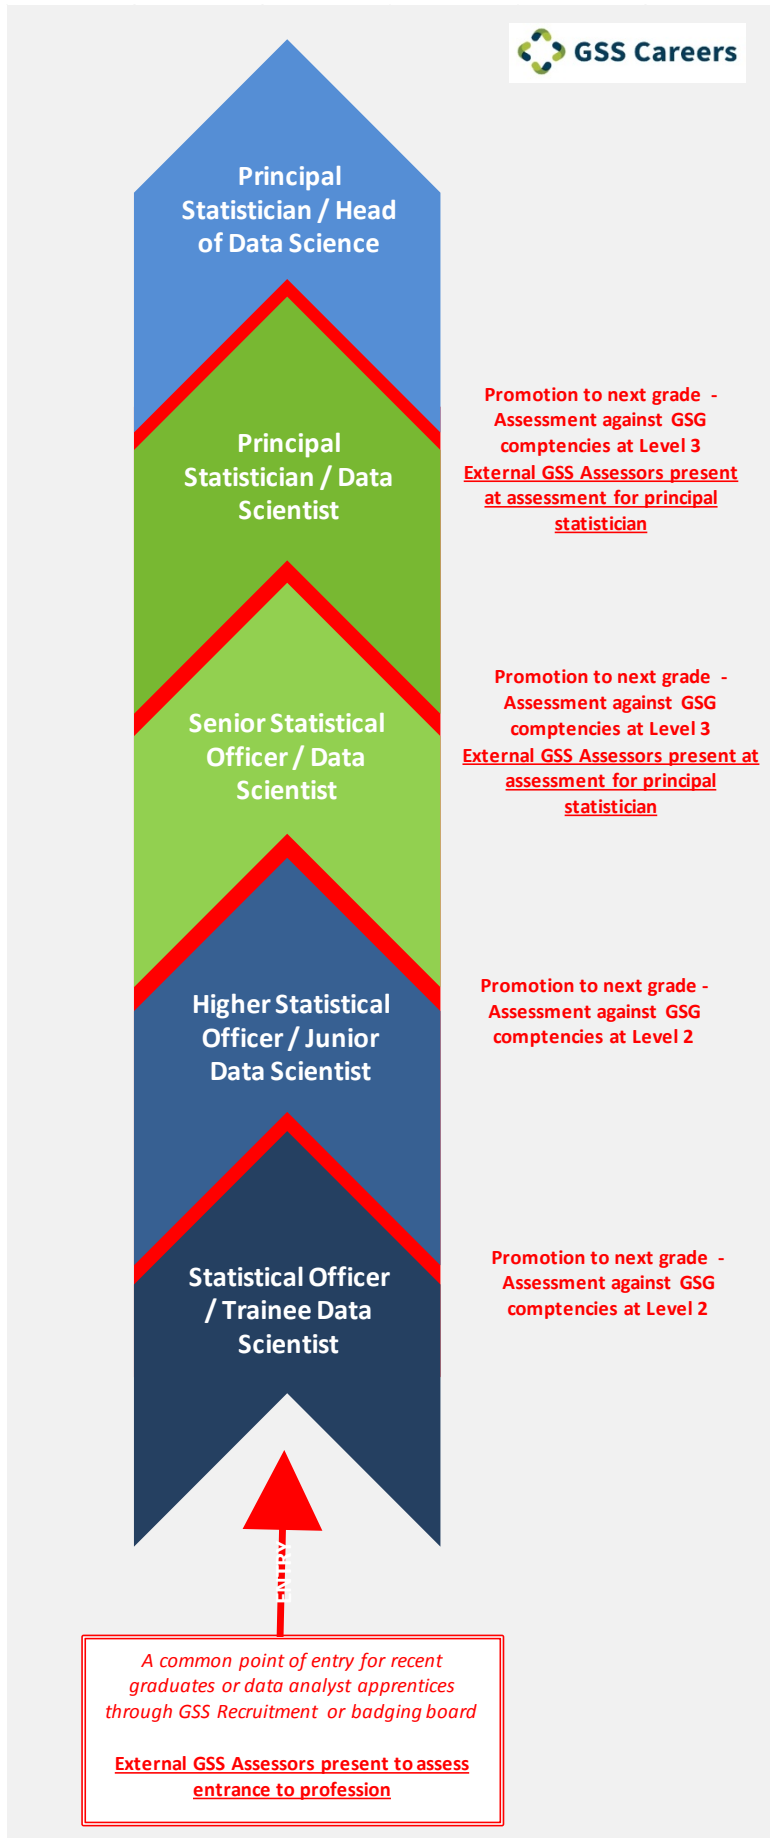 GSS Careers
Principal
Statistician / Head
of Data Science
Principal
Statistician / Data
Scientist
Promotion to next grade -
Assessment against GSG
comptencies at Level 3
External GSS Assessors present
at assessment for principal
statistician
Senior Statistical
Officer / Data
Scientist
Promotion to next grade -
Assessment against GSG
comptencies at Level 3
External GSS Assessors present at
assessment for principal
statistician
Higher Statistical
Officer / Junior
Data Scientist
Promotion to next grade -
Assessment against GSG
comptencies at Level 2
Statistical Officer
/ Trainee Data
Scientist
Promotion to next grade -
Assessment against GSG
comptencies at Level 2
ENTRY
A common point of entry for recent
graduates or data analyst apprentices
through GSS Recruitment or badging board
External GSS Assessors present to assess
entrance to profession